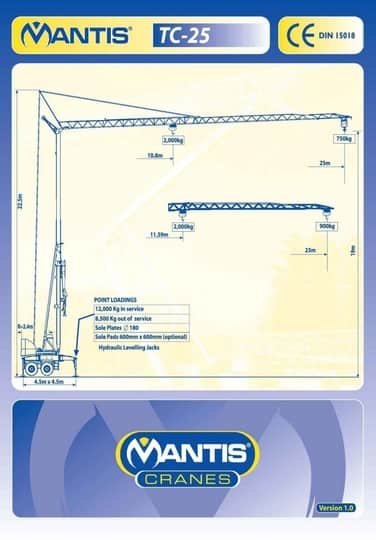 MANTIS®
TC-25
CE DIN 15018
2,000kg
750kg
10.8m
25m
22.5m
2,000kg
900kg
11.59m
23m
18m
POINT LOADINGS
12,000 Kg in service
8,500 Kg out of service
Sole Plates ∅ 180
Sole Pads 600mm x 600mm (optional)
Hydraulic Levelling Jacks
R=2.4m
4.5m x 4.5m
MANTIS®
CRANES
Version 1.0